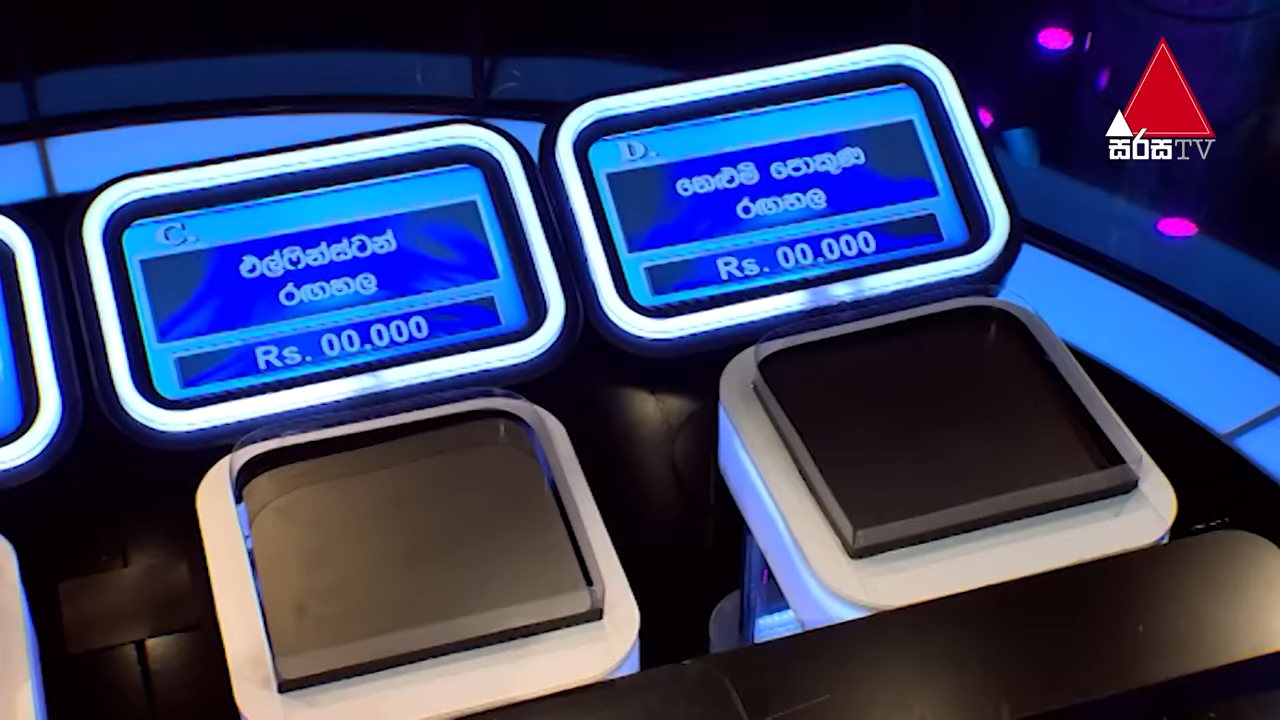 සිරස TV
C.
එල්ෆින්ස්ටන්
රඟහල
Rs. 00.000
D.
නෙළුම් පොකුණ
රඟහල
Rs. 00.000